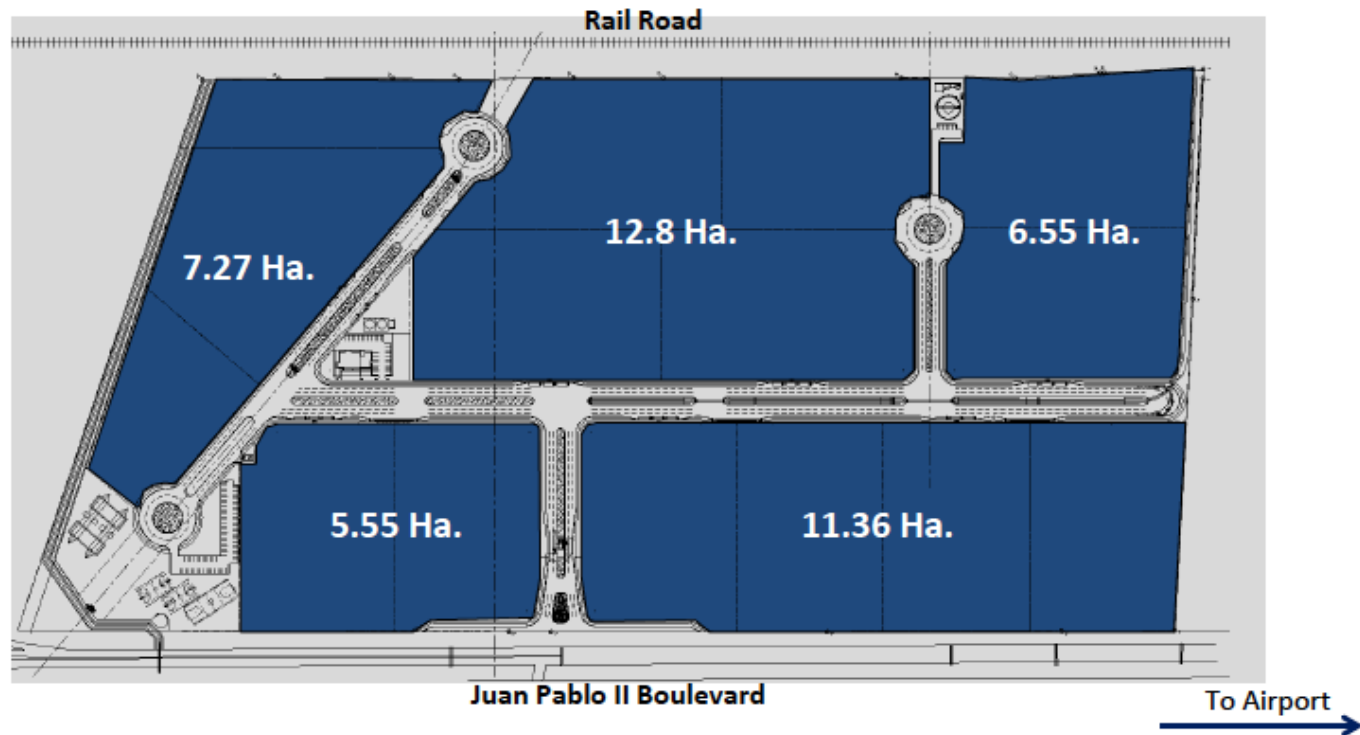 Rail Road
12.8 Ha.
6.55 Ha.
7.27 Ha.
5.55 Ha.
11.36 Ha.
Juan Pablo II Boulevard
To Airport